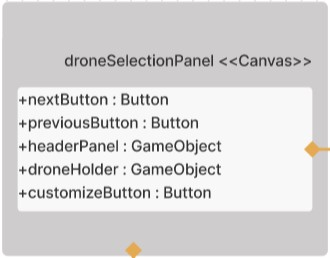 droneSelectionPanel <<Canvas>>
+nextButton : Button
+previousButton : Button
+headerPanel : GameObject
+droneHolder : GameObject
+customizeButton : Button